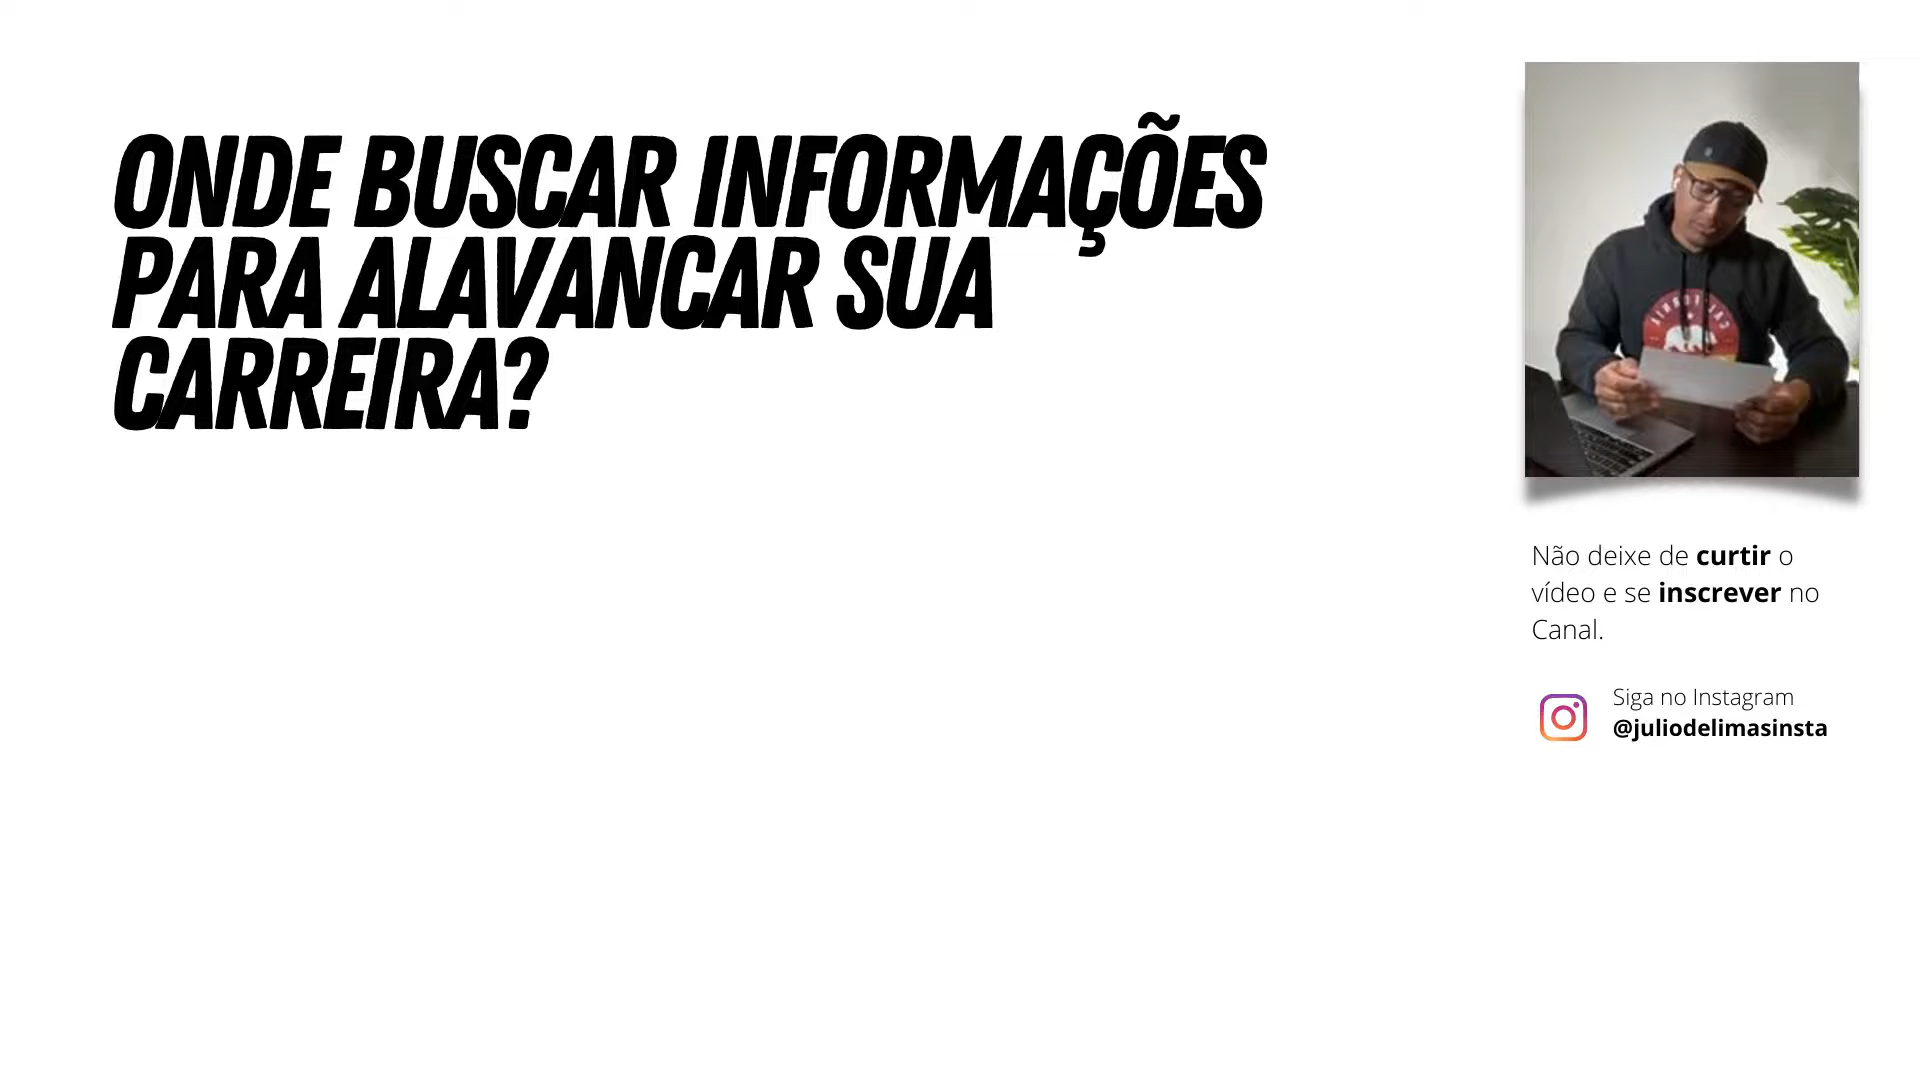 ONDE BUSCAR INFORMAÇÕES
PARA ALAVANCAR SUA
CARREIRA?
Não deixe de curtir o
vídeo e se inscrever no
Canal.
Siga no Instagram
@juliodelimasinsta